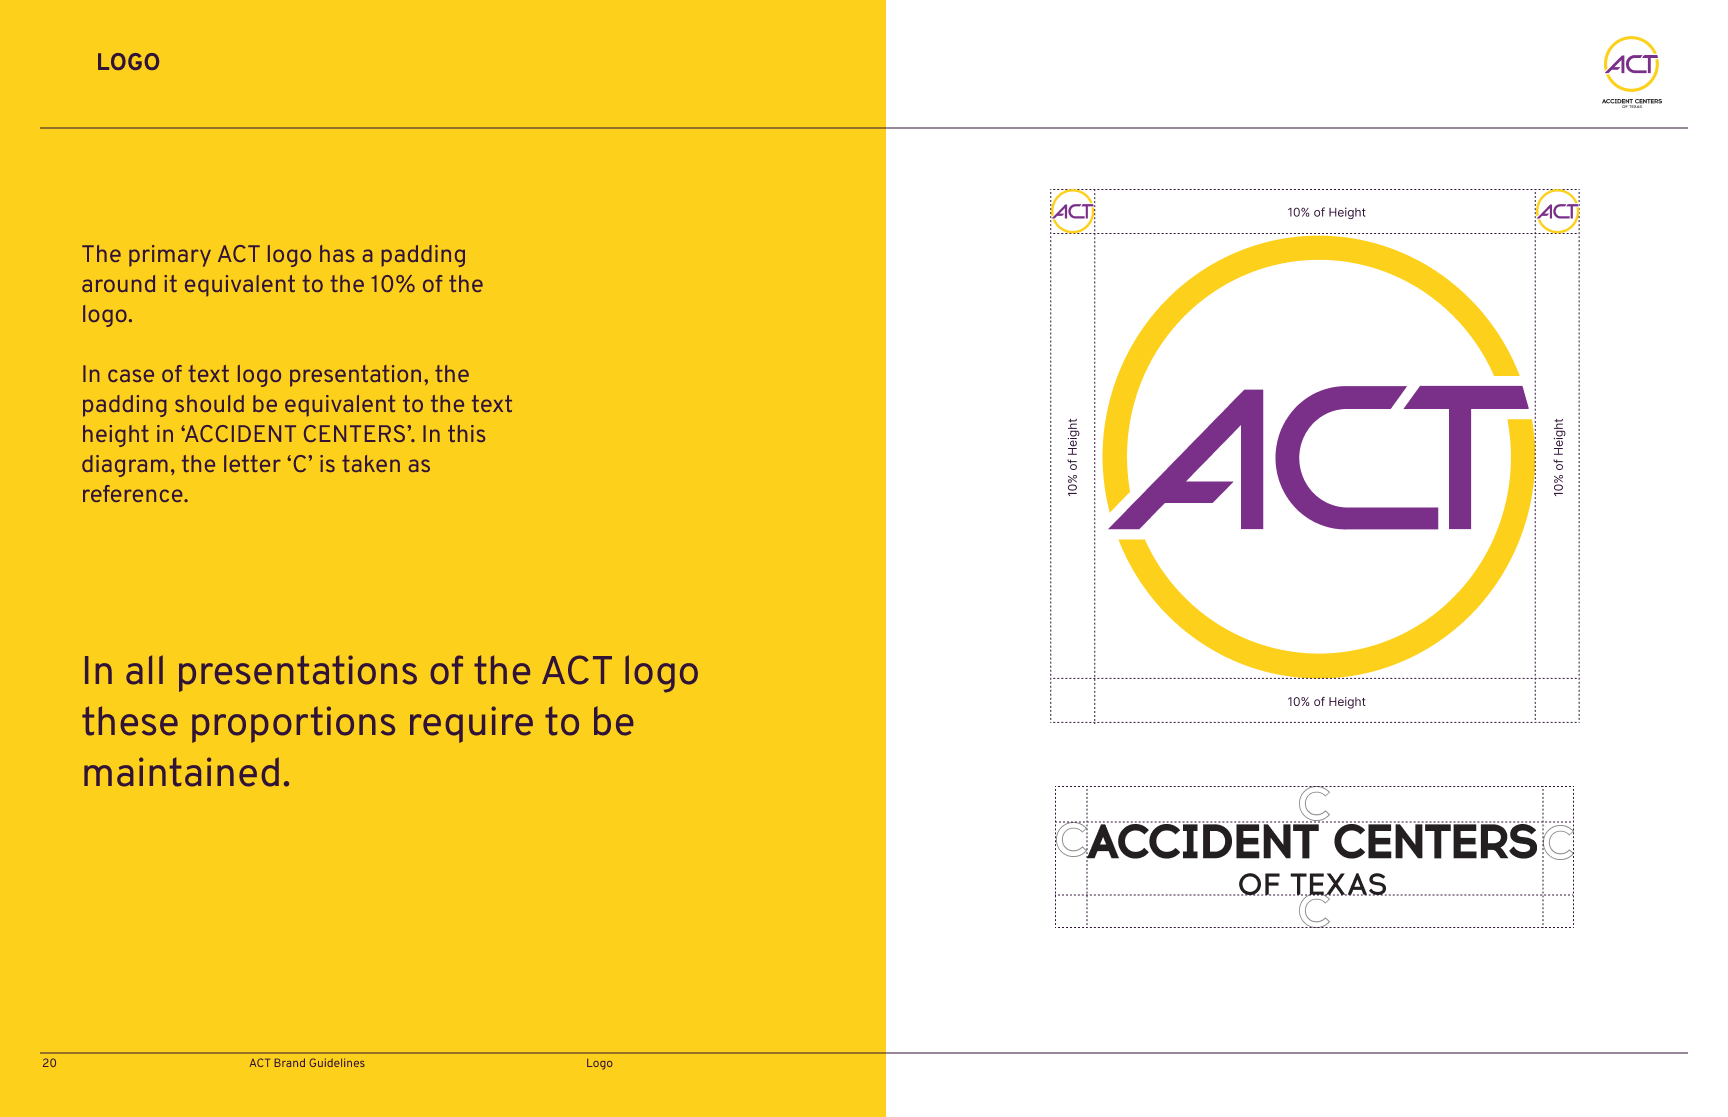 LOGO
ACT
ACCIDENT CENTERS
OF TEXAS
The primary ACT logo has a padding
around it equivalent to the 10% of the
logo.
In case of text logo presentation, the
padding should be equivalent to the text
height in ‘ACCIDENT CENTERS’. In this
diagram, the letter ‘C’ is taken as
reference.
In all presentations of the ACT logo
these proportions require to be
maintained.
ACT
10% of Height
ACT
10% of Height
ACT
10% of Height
10% of Height
C
C
ACCIDENT CENTERS
C
OF TEXAS
C
20
ACT Brand Guidelines
Logo